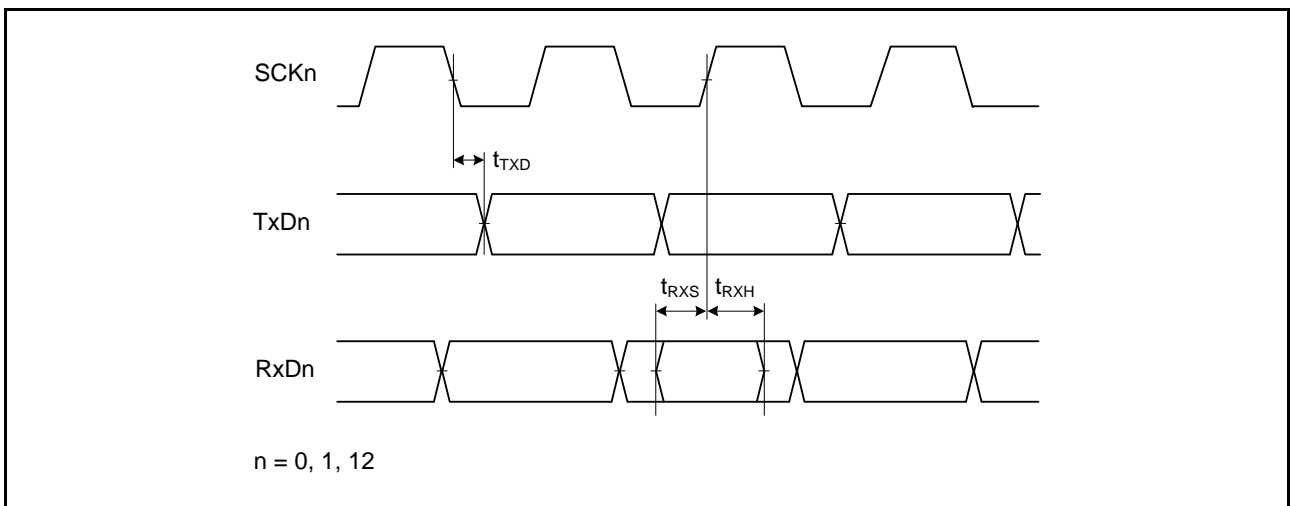 SCKn
tTXD
TxDn
tRXS tRXH
RxDn
n = 0, 1, 12